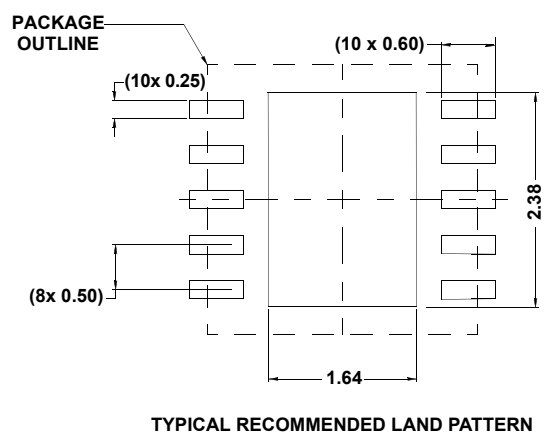 PACKAGE
OUTLINE
(10 x 0.60)
(10x 0.25)
2.38
(8x 0.50)
1.64
TYPICAL RECOMMENDED LAND PATTERN